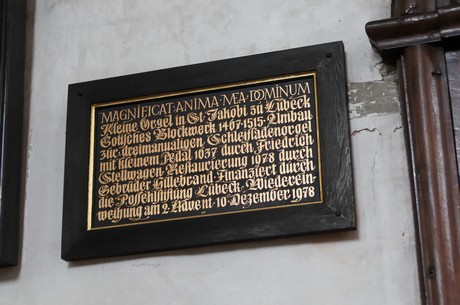 MAGNIFICAT·ANIMA·MEA·DOMINUM
Kleine Orgel in St. Jakobi zu Lübeck
Gotisches Blockwerk 1467-1515·Umbau
zur dreimanualigen Schleifladenorgel
mit kleinem Pedal 1637 durch Friedrich
Stellwagen·Restaurierung 1978 durch
Gebrüder Hillebrand·Finanziert durch
die Possehlstiftung Lübeck·Wiederein-
weihung am 2. Advent·10·Dezember 1978